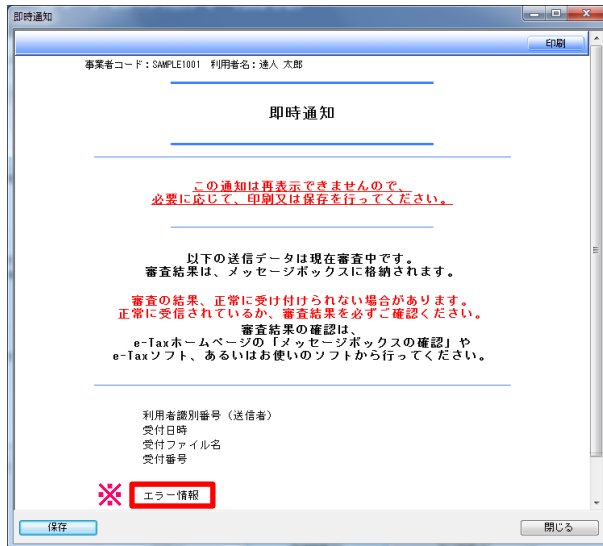 即時通知
印刷
事業者コード：SAMPLE1001　利用者名：達人 太郎
即時通知
この通知は再表示できませんので、
必要に応じて、印刷又は保存を行ってください。
以下の送信データは現在審査中です。
審査結果は、メッセージボックスに格納されます。
審査の結果、正常に受け付けられない場合があります。
正常に受信されているか、審査結果を必ずご確認ください。
審査結果の確認は、
e-Taxホームページの「メッセージボックスの確認」や
e-Taxソフト、あるいはお使いのソフトから行ってください。
利用者識別番号（送信者）
受付日時
受付ファイル名
受付番号
※ エラー情報
保存
閉じる